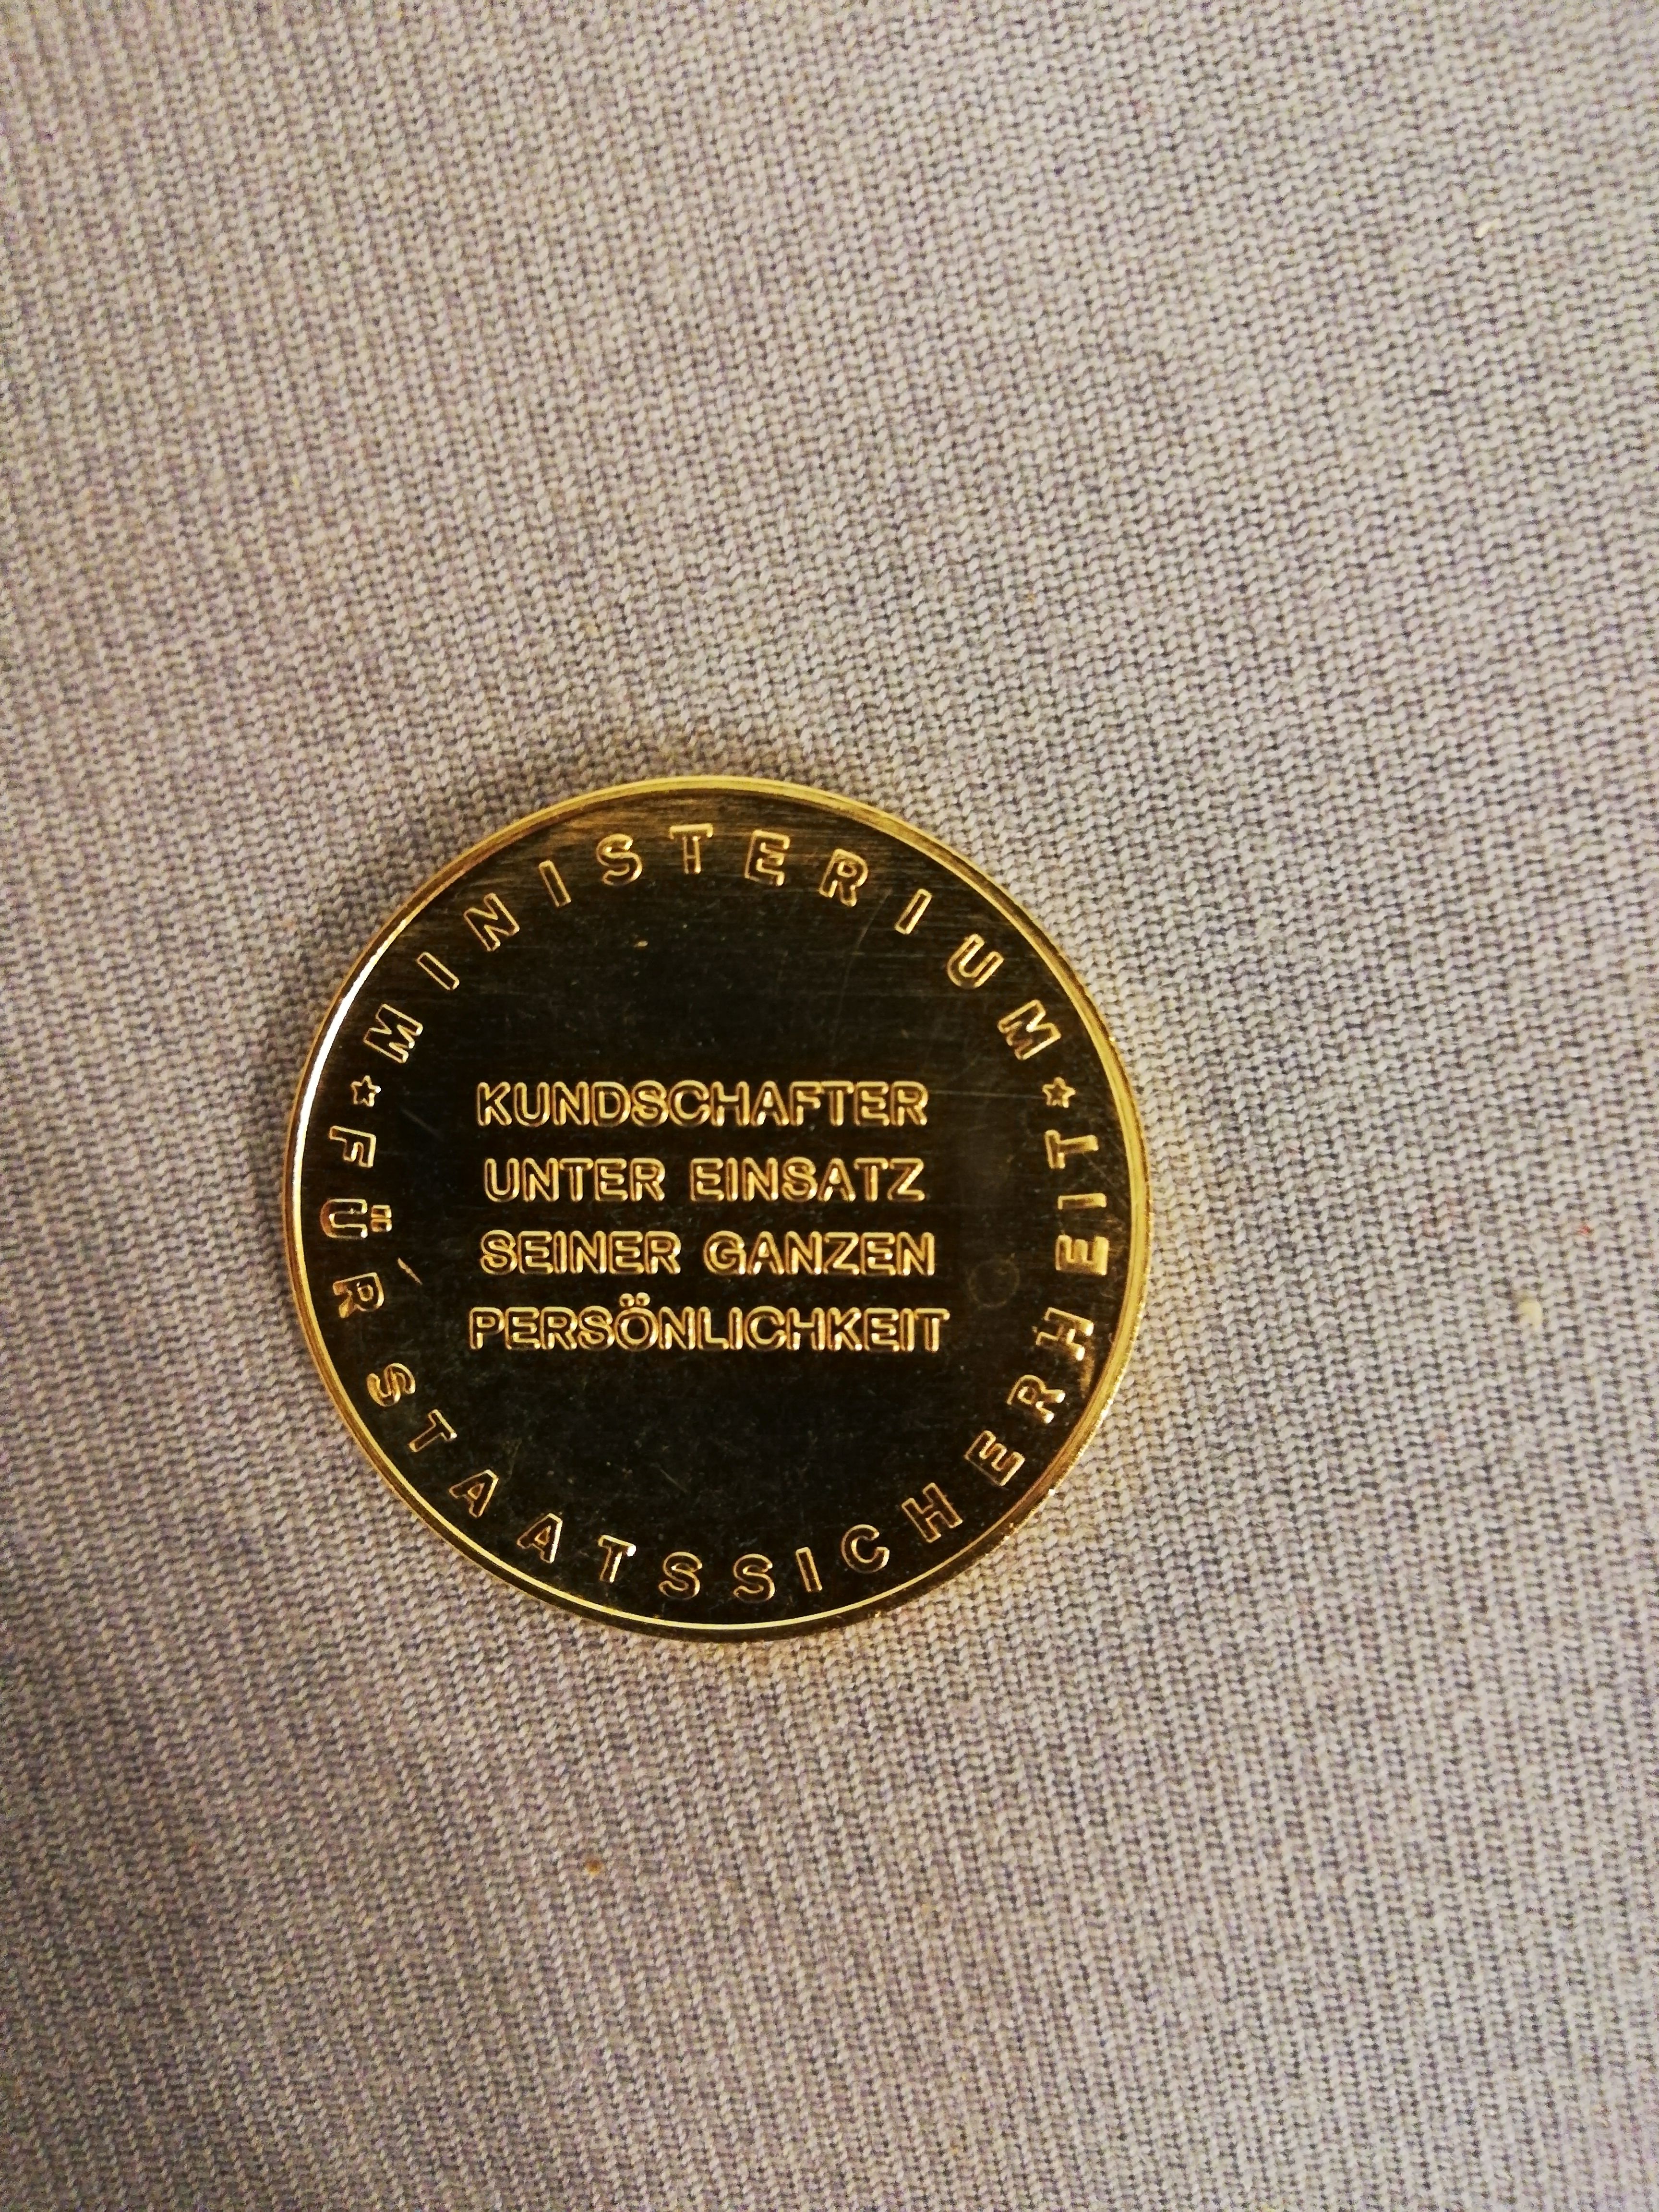 ★ MINISTERIUM ★
KUNDSCHAFTER
UNTER EINSATZ
SEINER GANZEN
PERSÖNLICHKEIT
FÜR STAATSSICHERHEIT